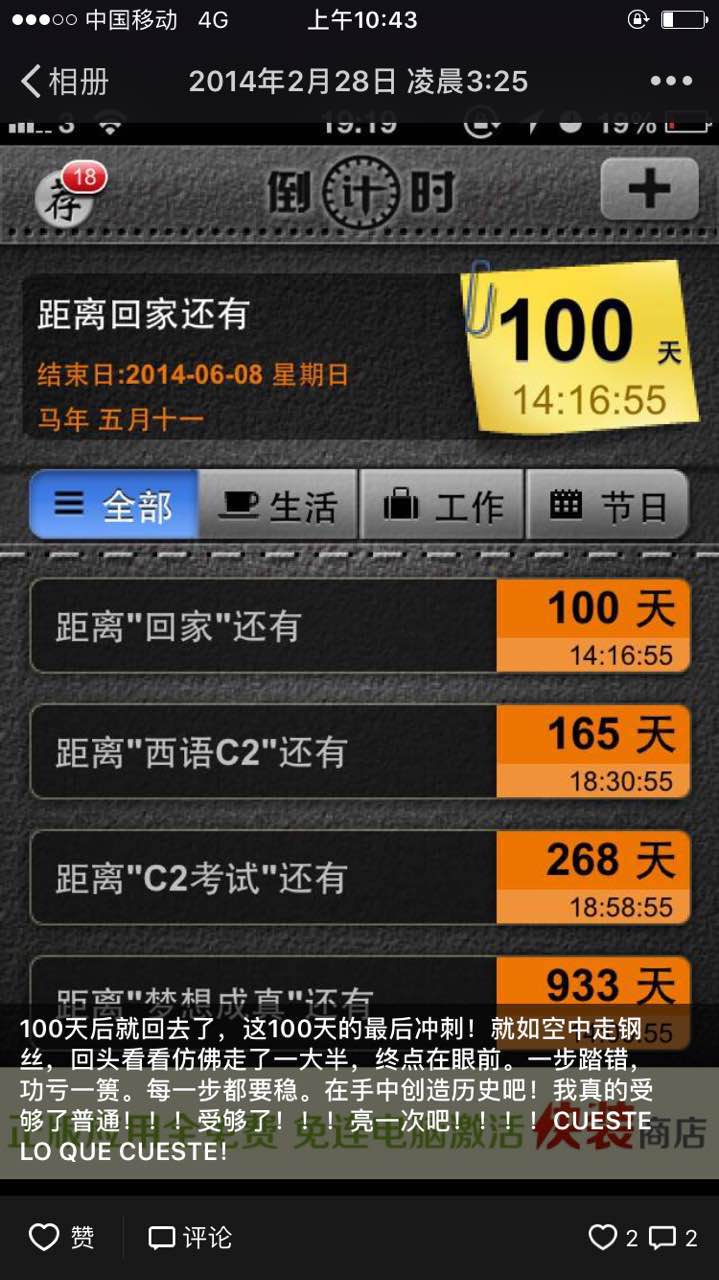 中国移动 4G 上午10:43
相册 2014年2月28日 凌晨3:25
3 19:19 19%
荐 18 倒计时 +
距离回家还有
100 天
结束日:2014-06-08 星期日
14:16:55
马年 五月十一
全部 生活 工作 节日
距离"回家"还有 100 天
14:16:55
距离"西语C2"还有 165 天
18:30:55
距离"C2考试"还有 268 天
18:58:55
距离"梦想成真"还有 933 天
100天后就回去了，这100天的最后冲刺！就如空中走钢
丝，回头看看仿佛走了一大半，终点在眼前。一步踏错，
功亏一篑。每一步都要稳。在手中创造历史吧！我真的受
够了普通！！！受够了！！！亮一次吧！！！！CUESTE
LO QUE CUESTE！
正版应用全免费 免连电脑激活 快装商店
赞 评论 2 2